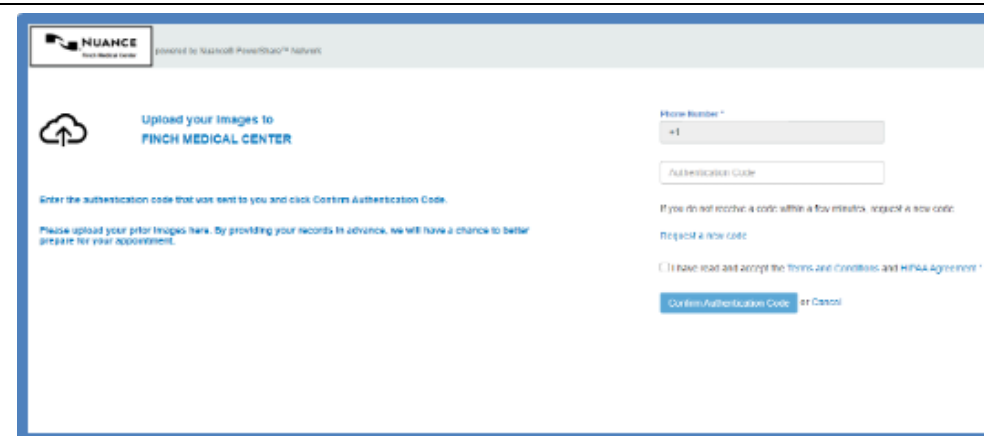 NUANCE
Finch Medical Center
powered by Nuance® PowerShare™ Network
Upload your Images to
FINCH MEDICAL CENTER
Enter the authentication code that was sent to you and click Confirm Authentication Code.
Please upload your prior images here. By providing your records in advance, we will have a chance to better
prepare for your appointment.
Phone Number *
+1
Authentication Code
If you do not receive a code within a few minutes, request a new code.
Request a new code
I have read and accept the Terms and Conditions and HIPAA Agreement *
Confirm Authentication Code or Cancel